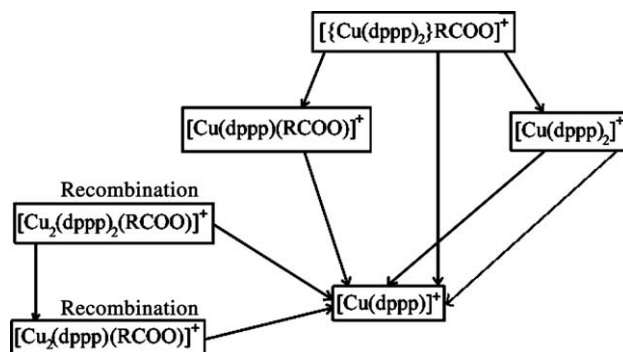 [{Cu(dppp)₂}RCOO]⁺
[Cu(dppp)(RCOO)]⁺
[Cu(dppp)₂]⁺
Recombination
[Cu₂(dppp)₂(RCOO)]⁺
[Cu(dppp)]⁺
Recombination
[Cu₂(dppp)(RCOO)]⁺